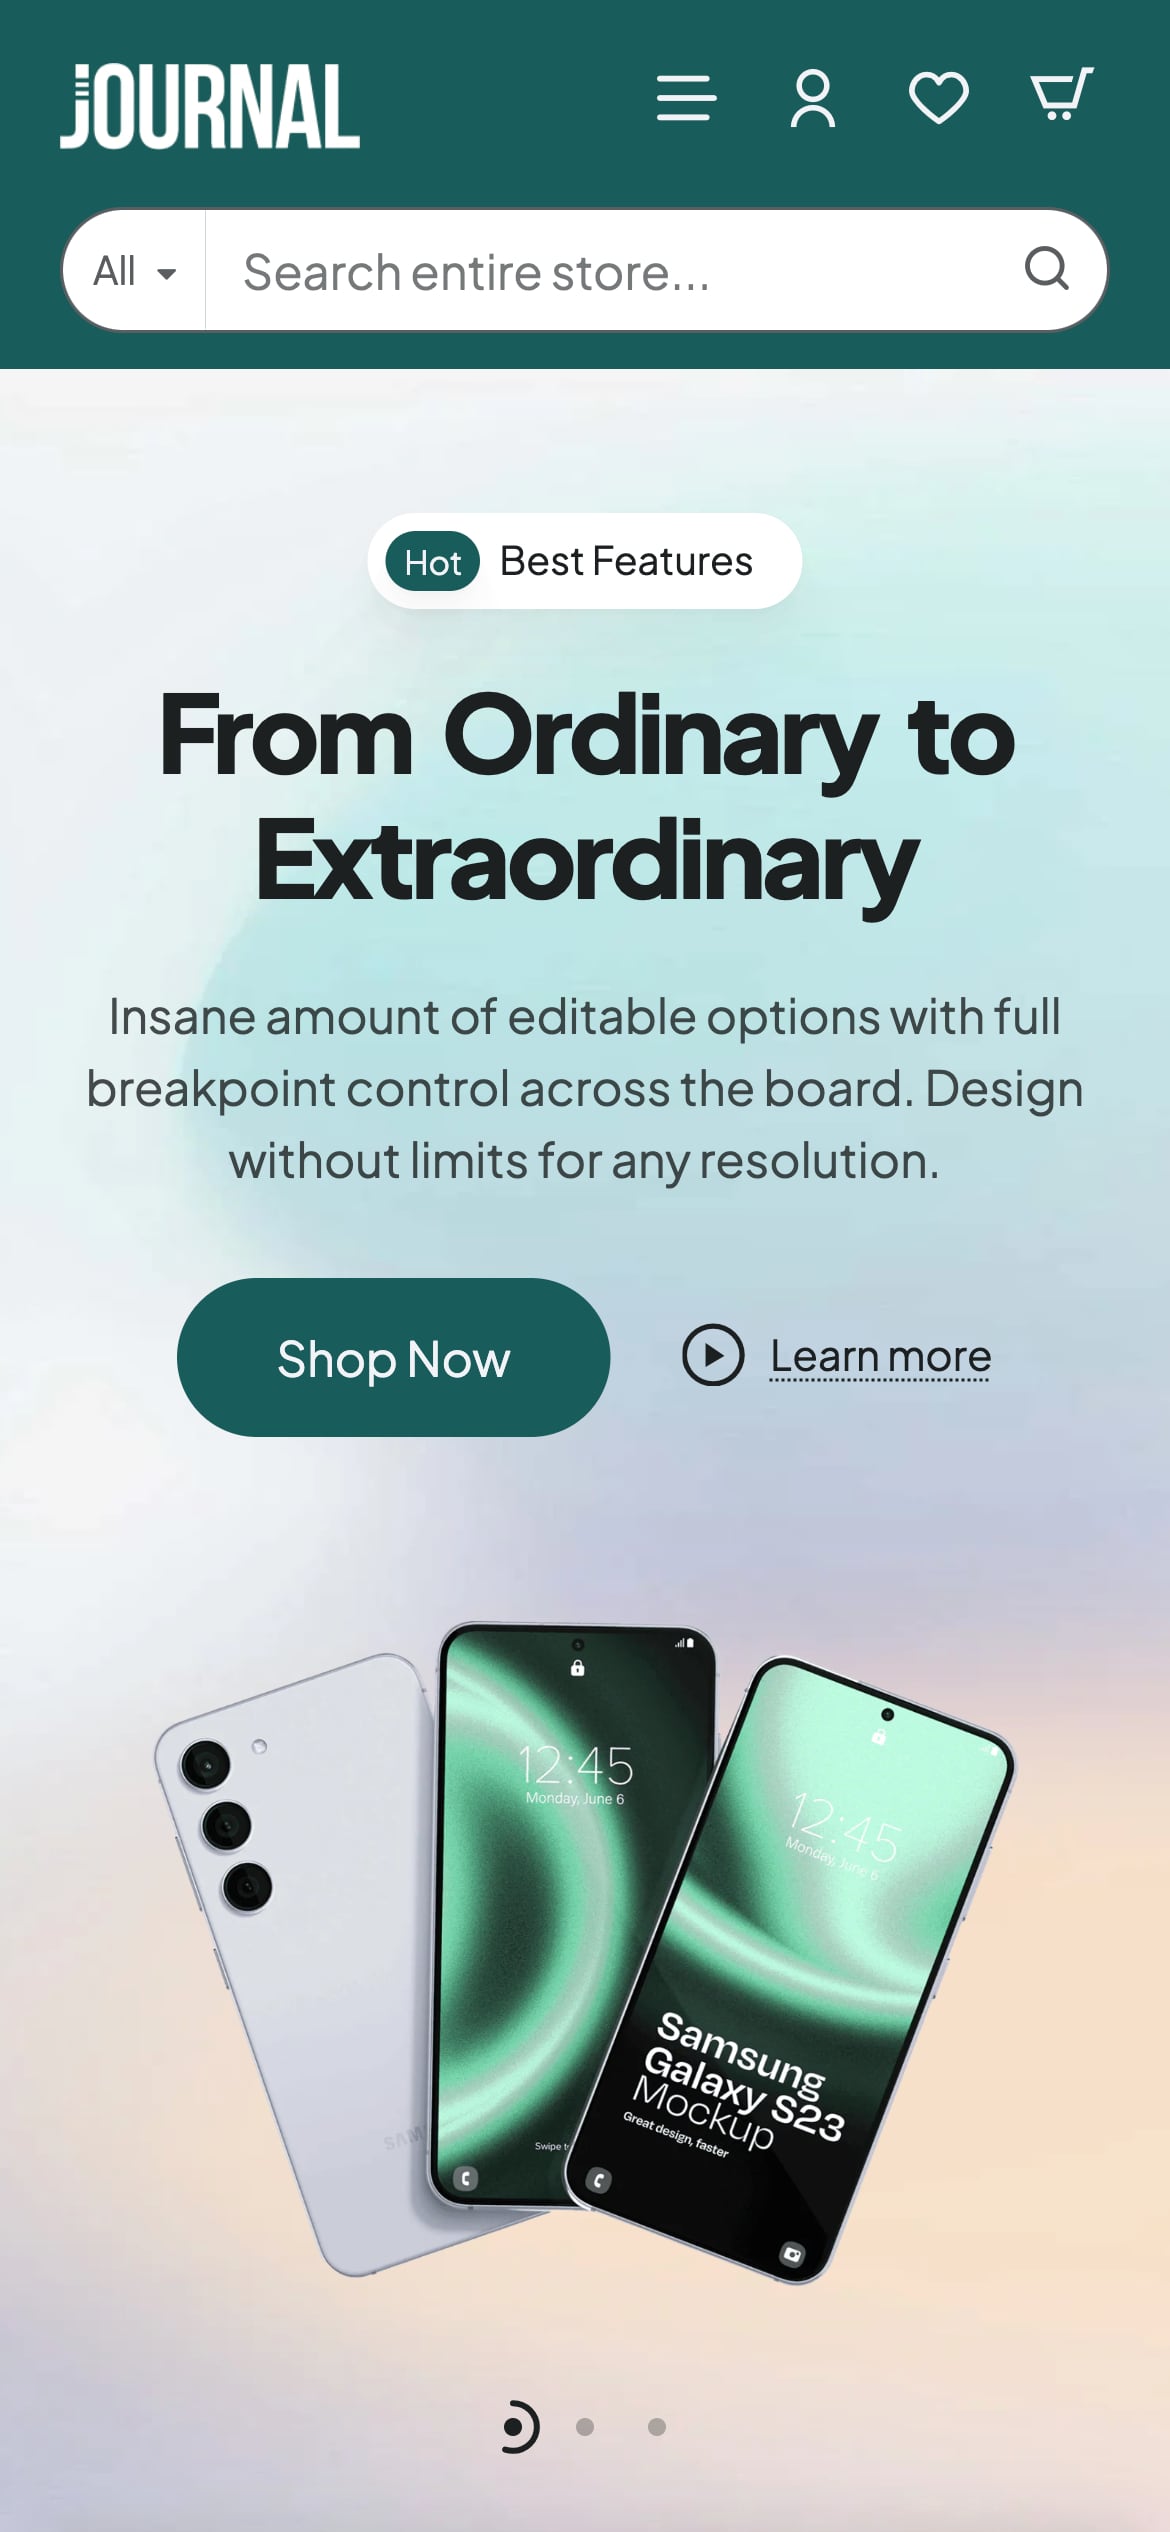 JOURNAL
All
Search entire store...
Hot Best Features
From Ordinary to
Extraordinary
Insane amount of editable options with full
breakpoint control across the board. Design
without limits for any resolution.
Shop Now
Learn more
12:45
Monday, June 6
Swipe
12:45
Monday, June 6
Samsung
Galaxy S23
Mockup
Great design, faster